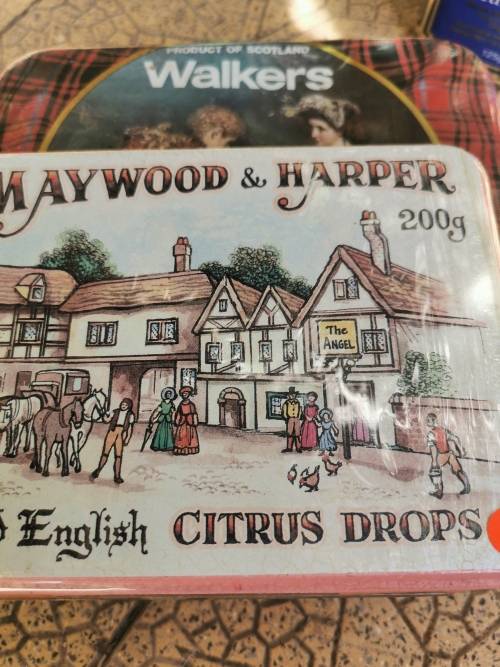 PRODUCT OF SCOTLAND
Walkers
MAYWOOD & HARPER
200g
The
ANGEL
English CITRUS DROPS